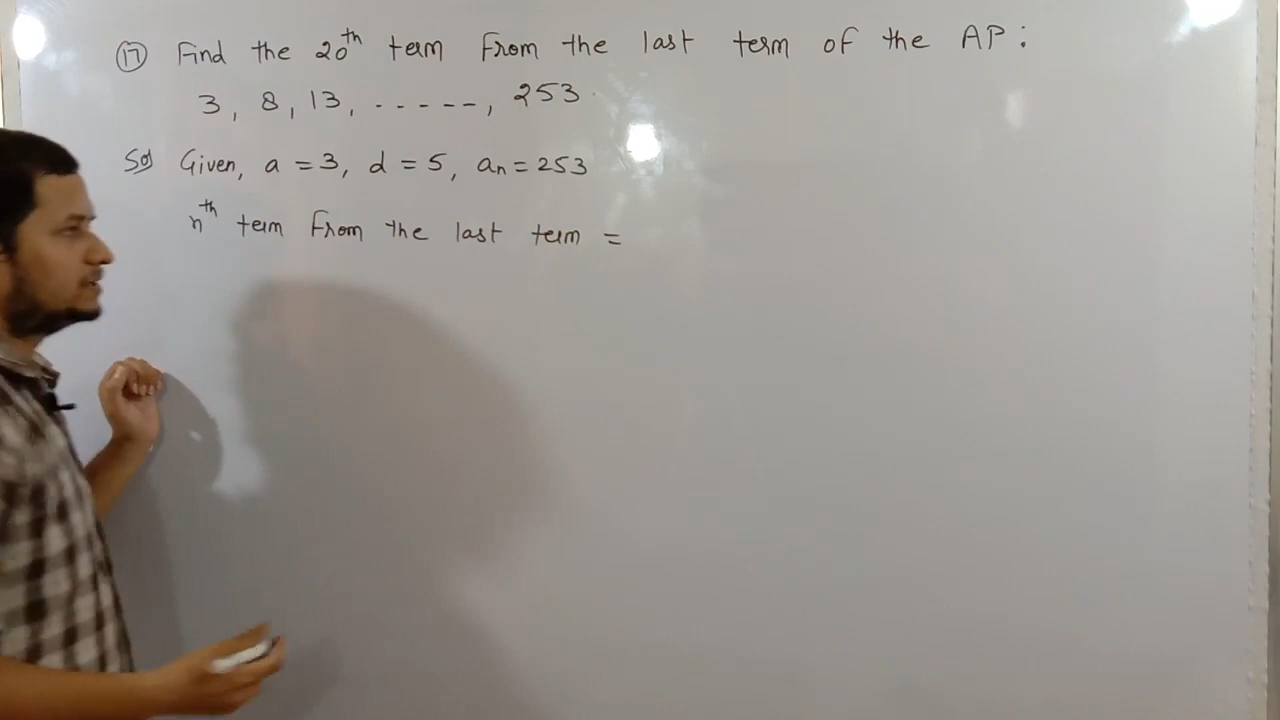 (17) Find the 20th term from the last term of the AP:
3, 8, 13, -----, 253.
Sol Given, a = 3, d = 5, an = 253
nth term from the last term =